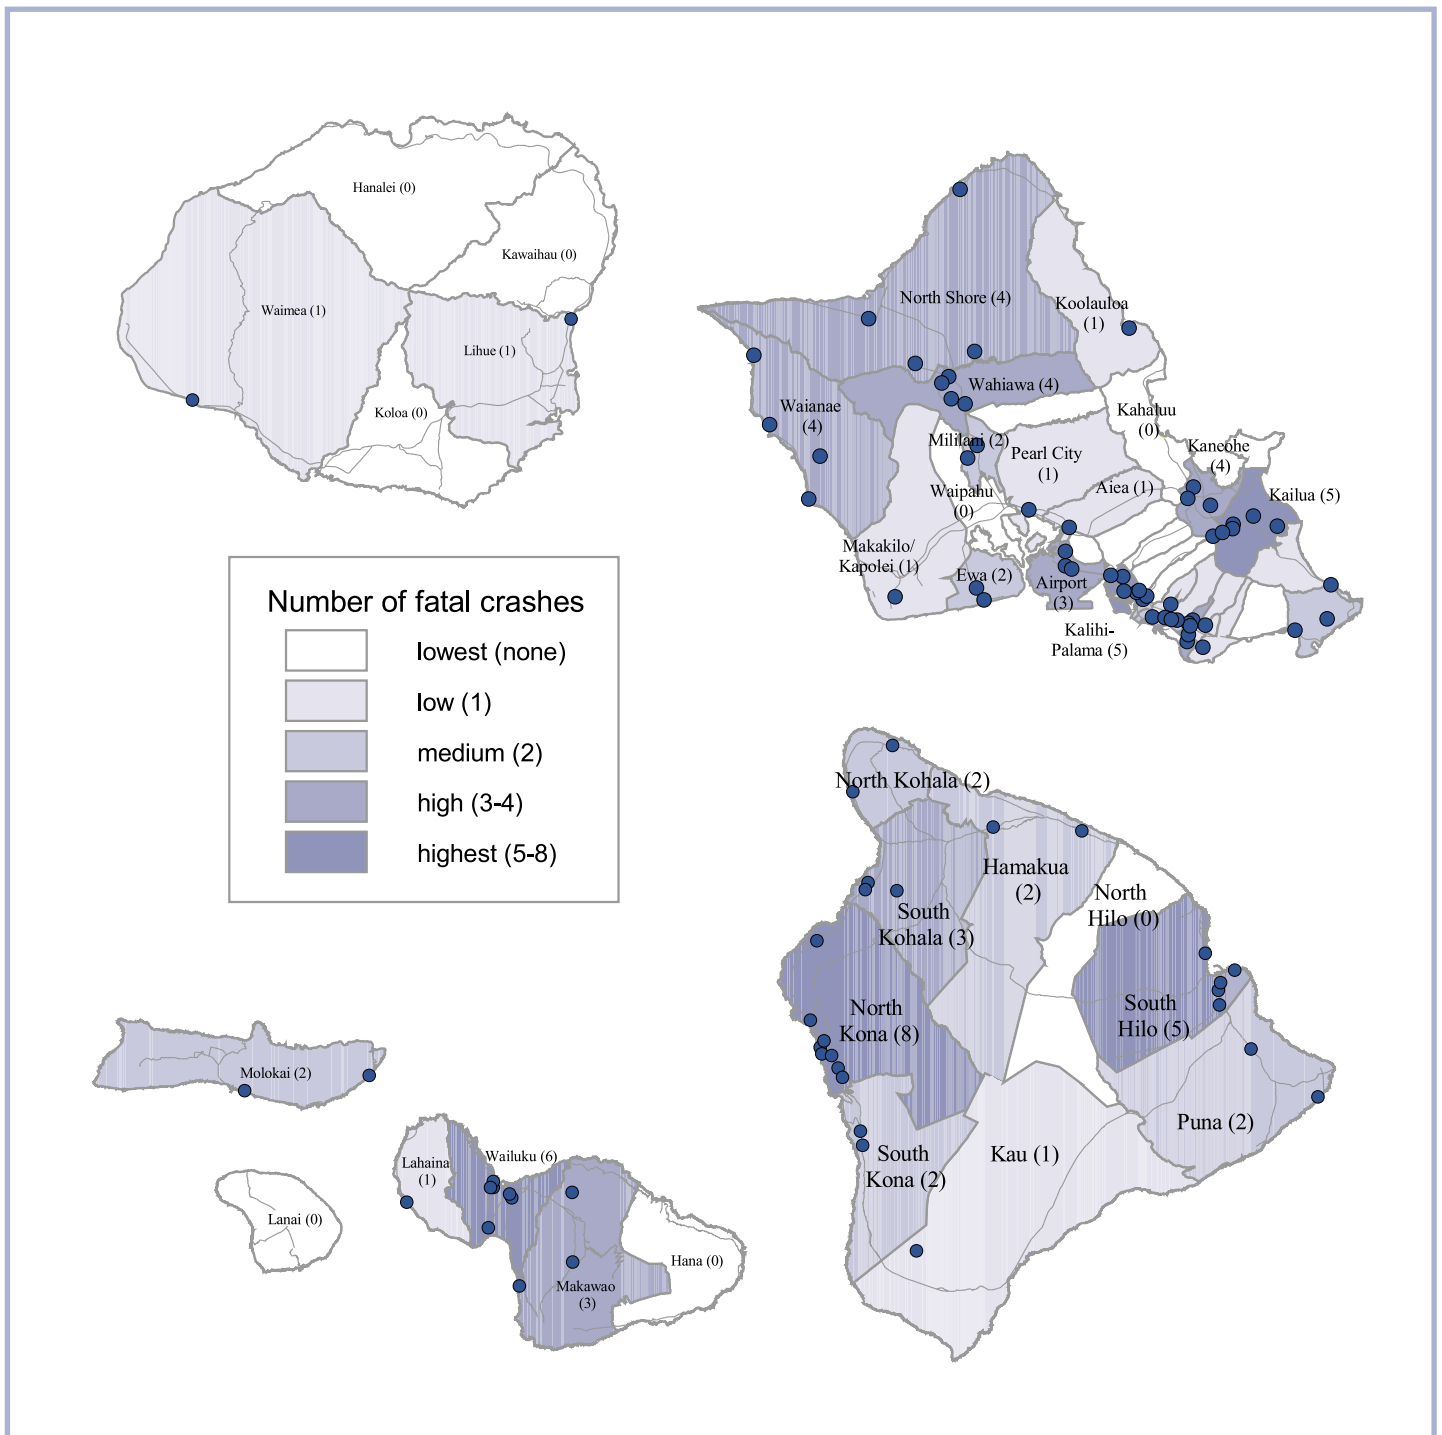 Hanalei (0)
Kawaihau (0)
Waimea (1)
Lihue (1)
Koloa (0)
North Shore (4)
Koolauloa
(1)
Wahiawa (4)
Waianae
(4)
Kahaluu
(0)
Mililani (2)
Pearl City
(1)
Kaneohe
(4)
Waipahu
(0)
Aiea (1)
Kailua (5)
Makakilo/
Kapolei (1)
Ewa (2)
Airport
(3)
Kalihi-
Palama (5)
Number of fatal crashes
lowest (none)
low (1)
medium (2)
high (3-4)
highest (5-8)
North Kohala (2)
Hamakua
(2)
North
Hilo (0)
South
Kohala (3)
North
Kona (8)
South
Hilo (5)
Puna (2)
Kau (1)
South
Kona (2)
Molokai (2)
Lanai (0)
Lahaina
(1)
Wailuku (6)
Makawao
(3)
Hana (0)